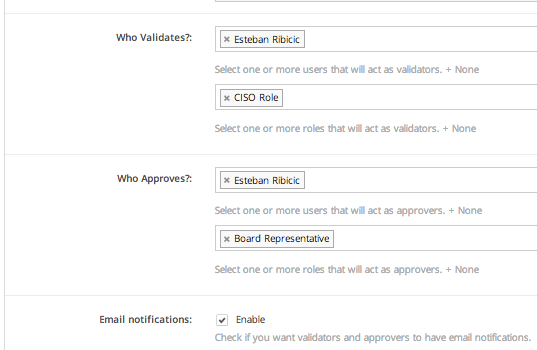 Who Validates?:
× Esteban Ribicic
Select one or more users that will act as validators. + None
× CISO Role
Select one or more roles that will act as validators. + None
Who Approves?:
× Esteban Ribicic
Select one or more users that will act as approvers. + None
× Board Representative
Select one or more roles that will act as approvers. + None
Email notifications:
Enable
Check if you want validators and approvers to have email notifications.